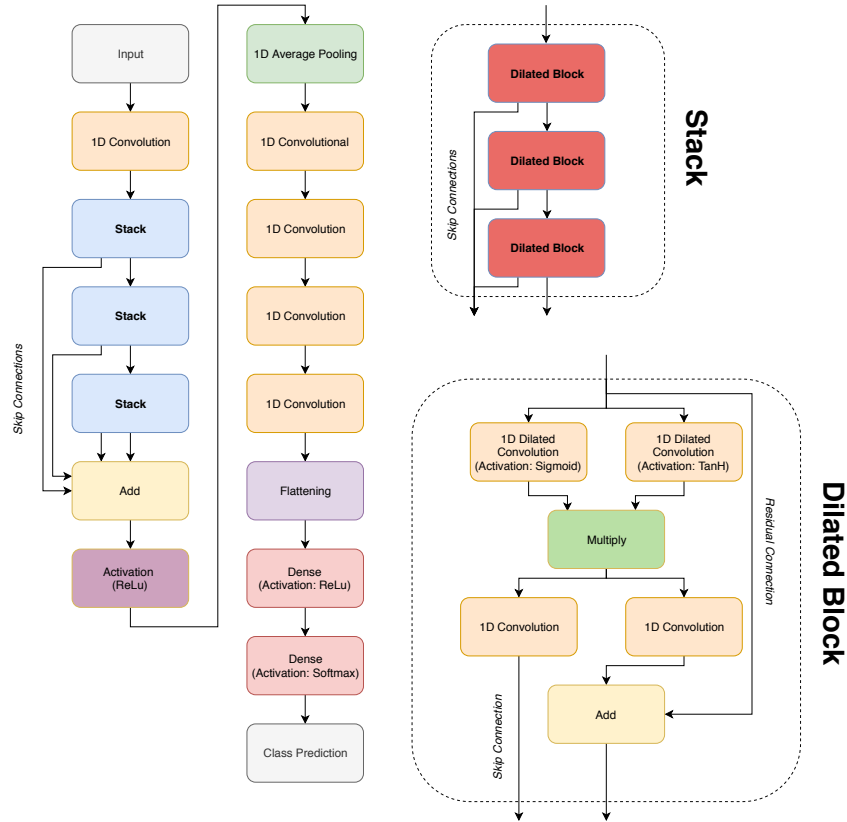 Input
1D Convolution
Stack
Stack
Stack
Skip Connections
Add
Activation
(ReLu)
1D Average Pooling
1D Convolutional
1D Convolution
1D Convolution
1D Convolution
Flattening
Dense
(Activation: ReLu)
Dense
(Activation: Softmax)
Class Prediction
Dilated Block
Dilated Block
Dilated Block
Skip Connections
Stack
1D Dilated
Convolution
(Activation: Sigmoid)
1D Dilated
Convolution
(Activation: TanH)
Multiply
1D Convolution
1D Convolution
Add
Skip Connection
Residual Connection
Dilated Block